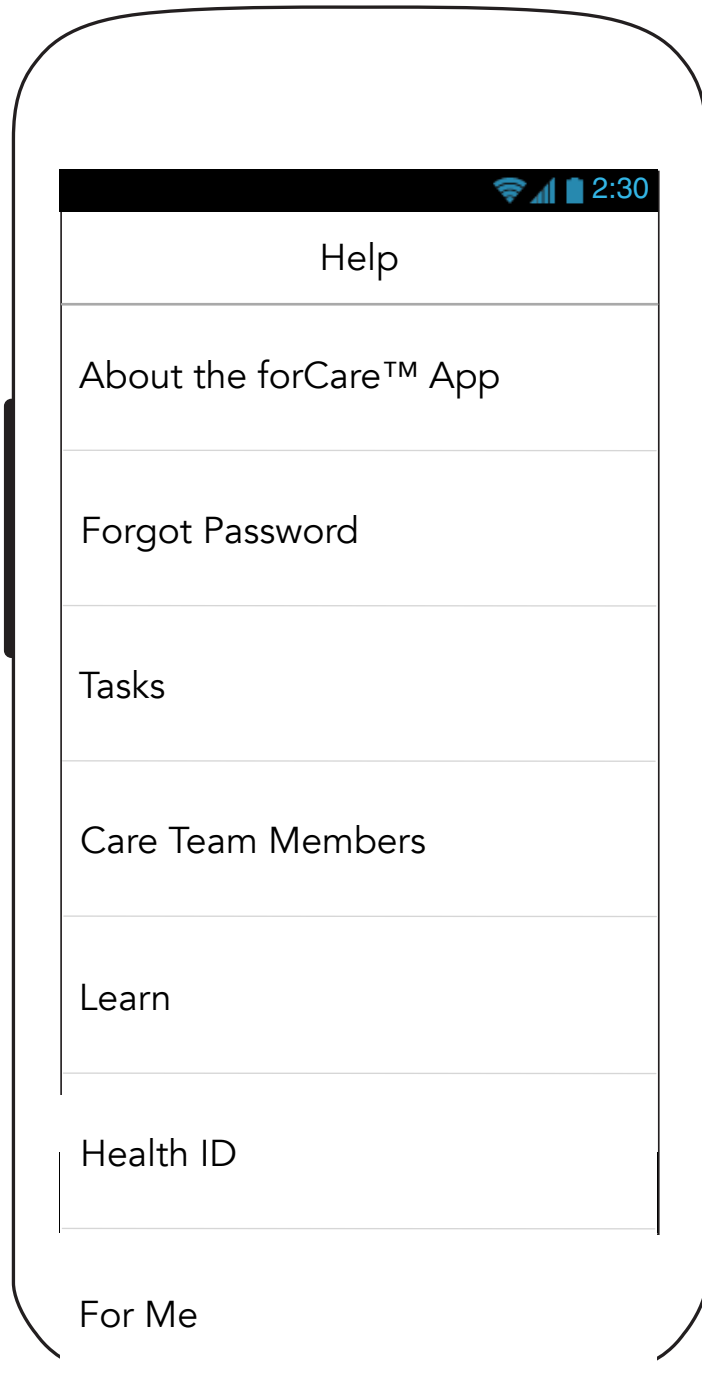 2:30
Help
About the forCare™ App
Forgot Password
Tasks
Care Team Members
Learn
Health ID
For Me